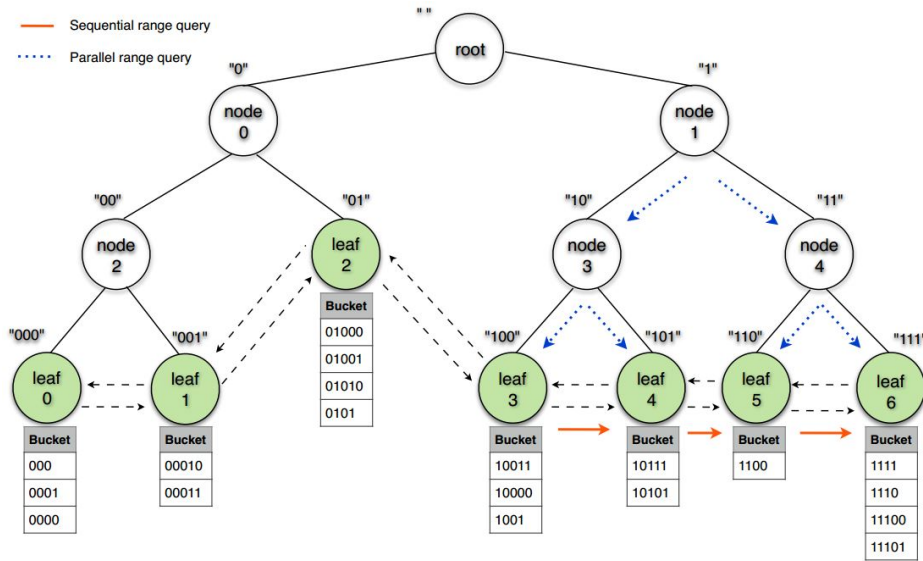 Sequential range query
Parallel range query
" "
root
"0"
"1"
node
0
node
1
"00"
"01"
"10"
"11"
node
2
leaf
2
node
3
node
4
Bucket
01000
01001
01010
0101
"000"
"001"
"100"
"101"
"110"
"111"
leaf
0
leaf
1
leaf
3
leaf
4
leaf
5
leaf
6
Bucket
000
0001
0000
Bucket
00010
00011
Bucket
10011
10000
1001
Bucket
10111
10101
Bucket
1100
Bucket
1111
1110
11100
11101